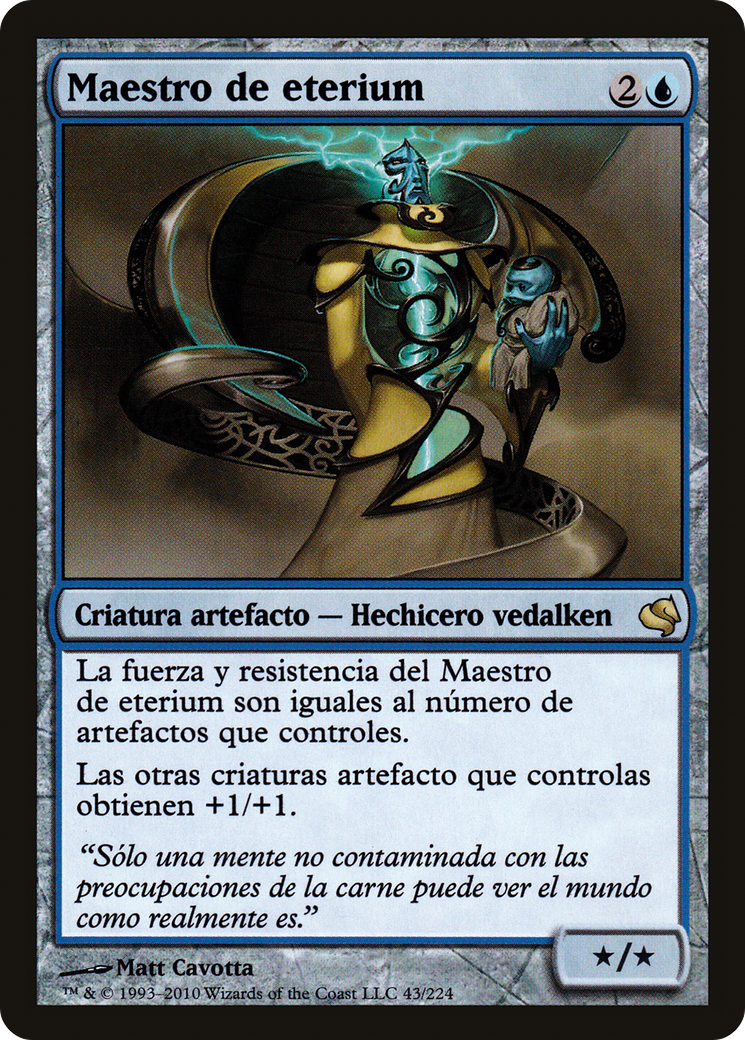 Maestro de eterium 2
Criatura artefacto — Hechicero vedalken
La fuerza y resistencia del Maestro
de eterium son iguales al número de
artefactos que controles.
Las otras criaturas artefacto que controlas
obtienen +1/+1.
“Sólo una mente no contaminada con las
preocupaciones de la carne puede ver el mundo
como realmente es.”
★/★
Matt Cavotta
™ & © 1993–2010 Wizards of the Coast LLC 43/224